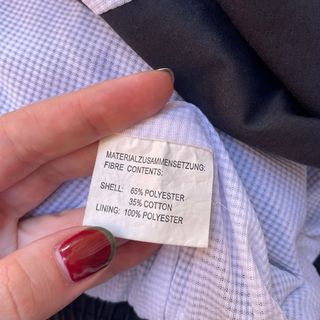 MATERIALZUSAMMENSETZUNG:
FIBRE CONTENTS:
SHELL: 65% POLYESTER
35% COTTON
LINING: 100% POLYESTER